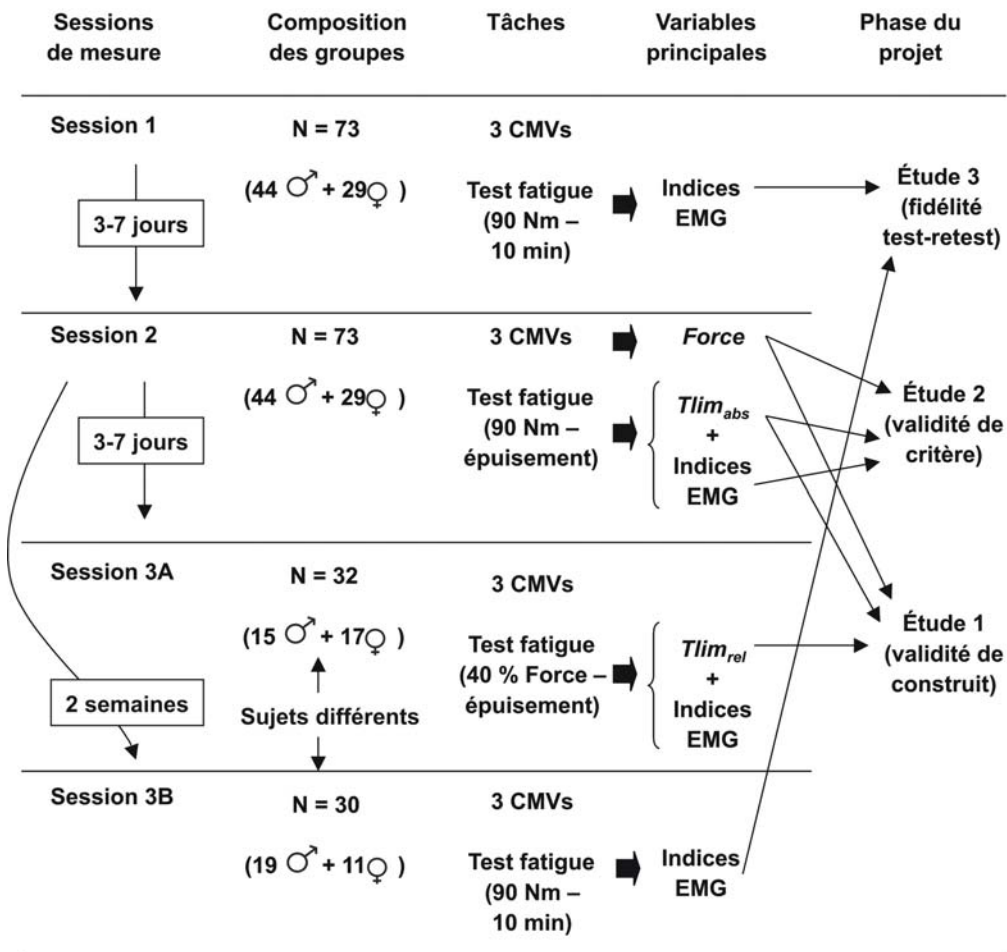 Sessions de mesure
Composition des groupes
Tâches
Variables principales
Phase du projet
Session 1
N = 73
(44 ♂ + 29♀ )
3 CMVs
Test fatigue
(90 Nm –
10 min)
Indices
EMG
Étude 3
(fidélité
test-retest)
3-7 jours
Session 2
N = 73
(44 ♂ + 29♀ )
3 CMVs
Force
Test fatigue
(90 Nm –
épuisement)
Tlimabs
+
Indices
EMG
Étude 2
(validité de
critère)
3-7 jours
Session 3A
N = 32
(15 ♂ + 17♀ )
3 CMVs
Test fatigue
(40 % Force –
épuisement)
Tlimrel
+
Indices
EMG
Étude 1
(validité de
construit)
2 semaines
Sujets différents
Session 3B
N = 30
(19 ♂ + 11♀ )
3 CMVs
Test fatigue
(90 Nm –
10 min)
Indices
EMG